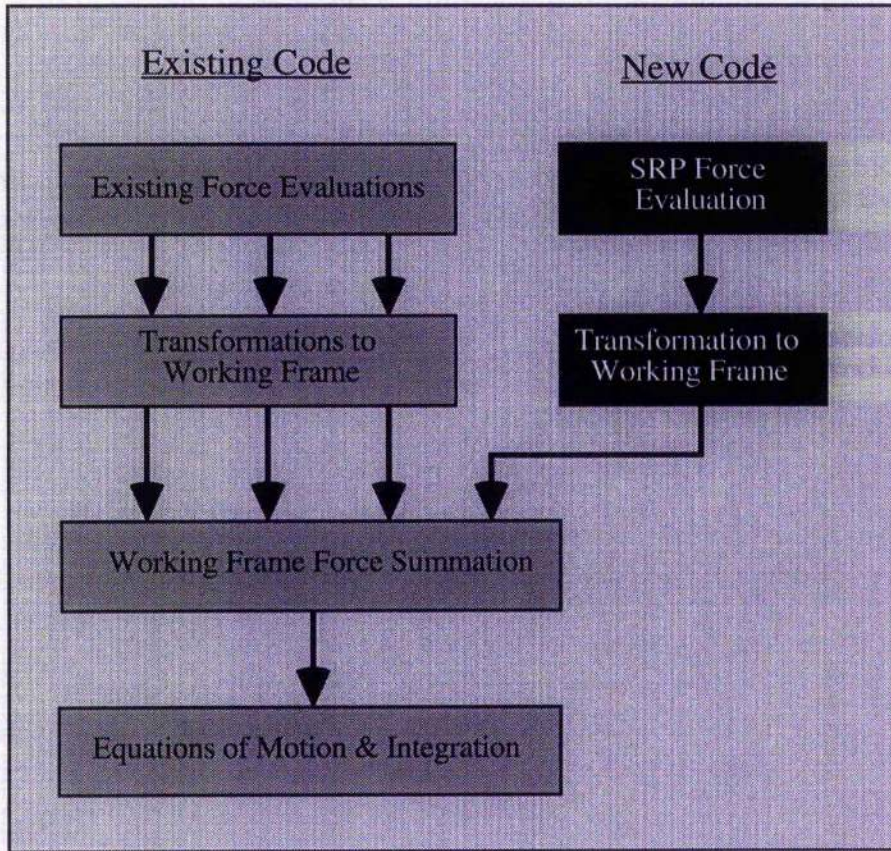 Existing Code
New Code
Existing Force Evaluations
SRP Force
Evaluation
Transformations to
Working Frame
Transformation to
Working Frame
Working Frame Force Summation
Equations of Motion & Integration